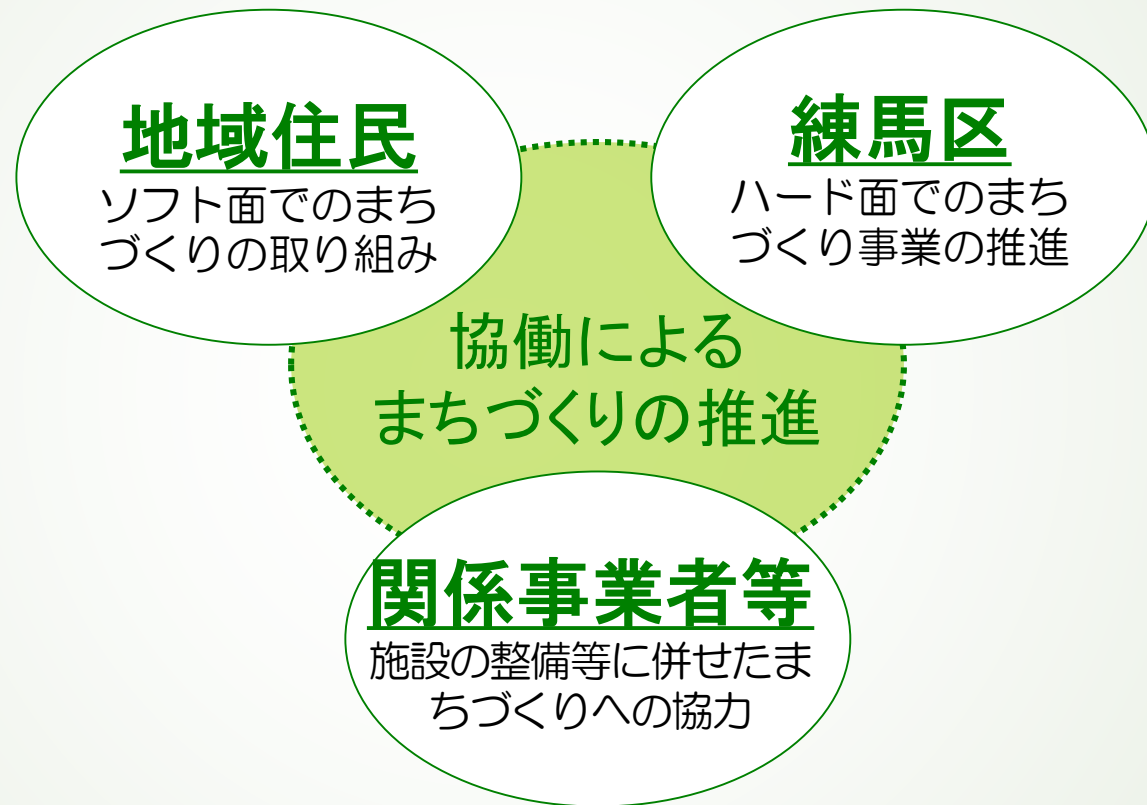 地域住民
ソフト面でのまち
づくりの取り組み
練馬区
ハード面でのまち
づくり事業の推進
協働による
まちづくりの推進
関係事業者等
施設の整備等に併せたま
ちづくりへの協力